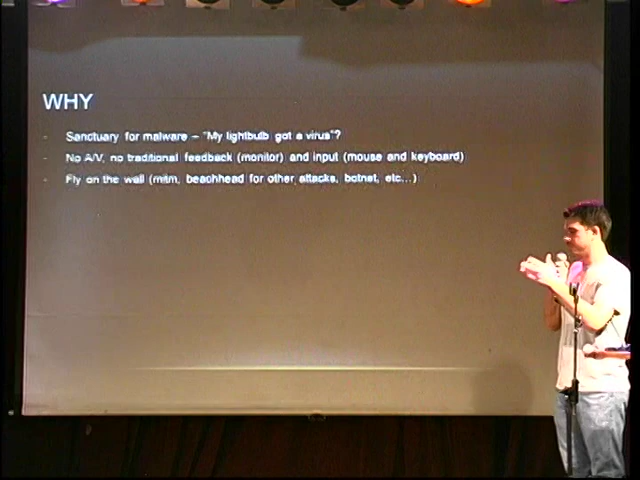 WHY
- Sanctuary for malware – "My lightbulb got a virus"?
- No A/V, no traditional feedback (monitor) and input (mouse and keyboard)
- Fly on the wall (mitm, beachhead for other attacks, botnet, etc...)